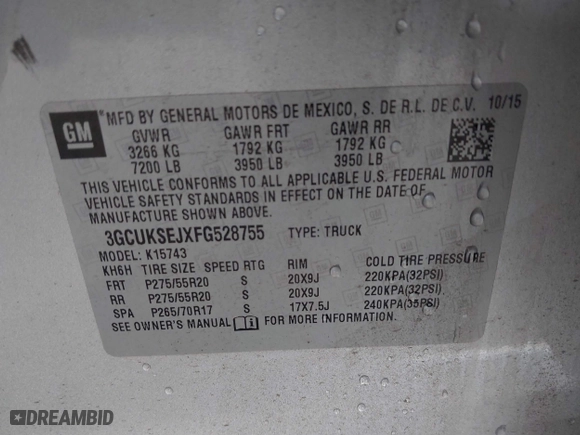 GM
MFD BY GENERAL MOTORS DE MEXICO, S. DE R.L. DE C.V. 10/15
GVWR GAWR FRT GAWR RR
3266 KG 1792 KG 1792 KG
7200 LB 3950 LB 3950 LB
THIS VEHICLE CONFORMS TO ALL APPLICABLE U.S. FEDERAL MOTOR
VEHICLE SAFETY STANDARDS IN EFFECT ON THE DATE OF
MANUFACTURE SHOWN ABOVE.
3GCUKSEJXFG528755 TYPE: TRUCK
MODEL: K15743
KH6H TIRE SIZE SPEED RTG RIM COLD TIRE PRESSURE
FRT P275/55R20 S 20X9J 220KPA(32PSI)
RR P275/55R20 S 20X9J 220KPA(32PSI)
SPA P265/70R17 S 17X7.5J 240KPA(35PSI)
SEE OWNER'S MANUAL FOR MORE INFORMATION.
DREAMBID